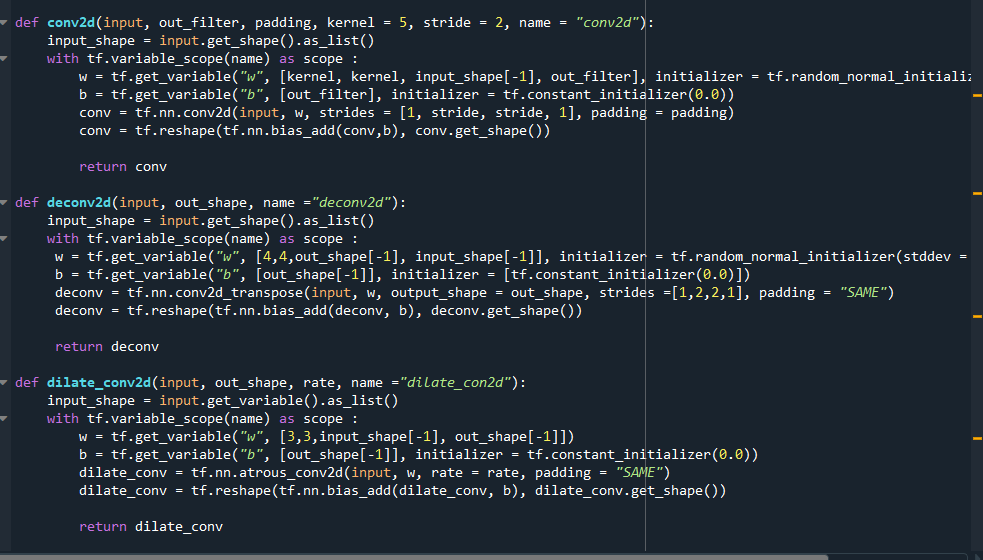 def conv2d(input, out_filter, padding, kernel = 5, stride = 2, name = "conv2d"):
    input_shape = input.get_shape().as_list()
    with tf.variable_scope(name) as scope :
        w = tf.get_variable("w", [kernel, kernel, input_shape[-1], out_filter], initializer = tf.random_normal_initializ
        b = tf.get_variable("b", [out_filter], initializer = tf.constant_initializer(0.0))
        conv = tf.nn.conv2d(input, w, strides = [1, stride, stride, 1], padding = padding)
        conv = tf.reshape(tf.nn.bias_add(conv,b), conv.get_shape())
        return conv
def deconv2d(input, out_shape, name ="deconv2d"):
    input_shape = input.get_shape().as_list()
    with tf.variable_scope(name) as scope :
     w = tf.get_variable("w", [4,4,out_shape[-1], input_shape[-1]], initializer = tf.random_normal_initializer(stddev =
     b = tf.get_variable("b", [out_shape[-1]], initializer = [tf.constant_initializer(0.0)])
     deconv = tf.nn.conv2d_transpose(input, w, output_shape = out_shape, strides =[1,2,2,1], padding = "SAME")
     deconv = tf.reshape(tf.nn.bias_add(deconv, b), deconv.get_shape())
     return deconv
def dilate_conv2d(input, out_shape, rate, name ="dilate_con2d"):
    input_shape = input.get_variable().as_list()
    with tf.variable_scope(name) as scope :
        w = tf.get_variable("w", [3,3,input_shape[-1], out_shape[-1]])
        b = tf.get_variable("b", [out_shape[-1]], initializer = tf.constant_initializer(0.0))
        dilate_conv = tf.nn.atrous_conv2d(input, w, rate = rate, padding = "SAME")
        dilate_conv = tf.reshape(tf.nn.bias_add(dilate_conv, b), dilate_conv.get_shape())
        return dilate_conv